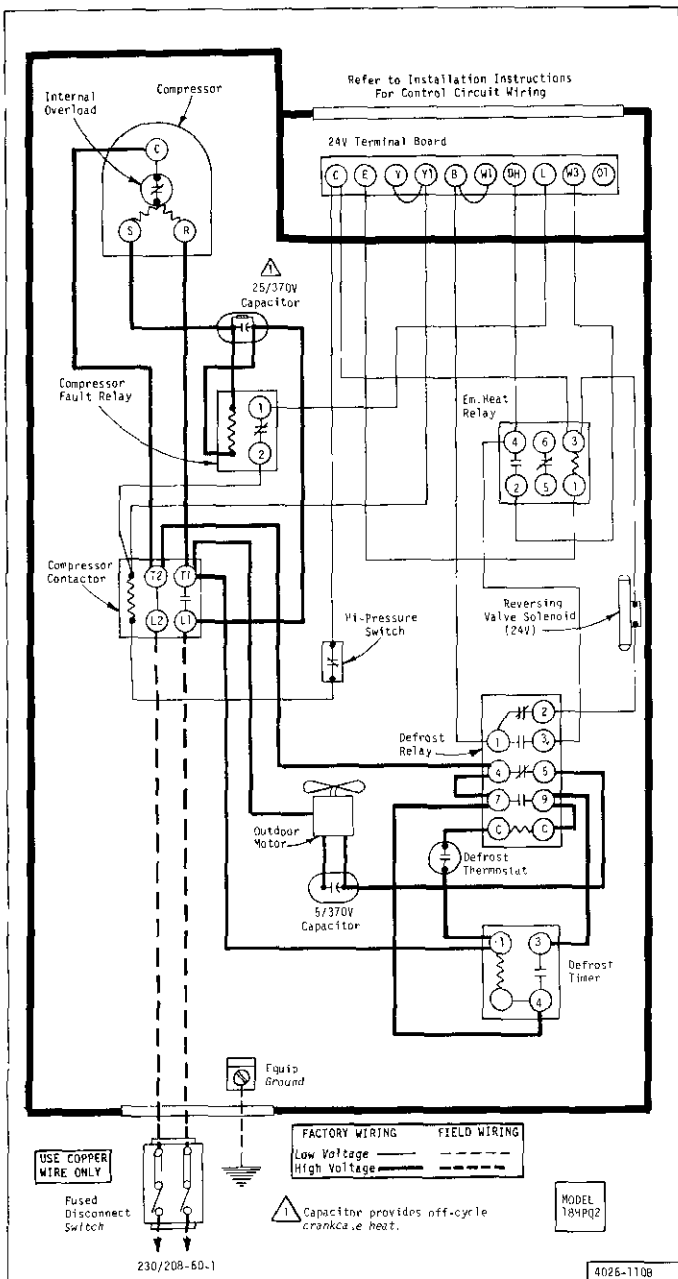 Refer to Installation Instructions
For Control Circuit Wiring
Compressor
Internal
Overload
24V Terminal Board
C E Y Y1 B W1 DH L W3 O1
C
S R
1
25/370V
Capacitor
Compressor
Fault Relay
1
2
Em.Heat
Relay
4 6 3
2 5 1
Compressor
Contactor
T2 T1
L2 L1
Hi-Pressure
Switch
Reversing
Valve Solenoid
(24V)
Defrost
Relay
2
1 3
4 5
7 9
C C
Outdoor
Motor
Defrost
Thermostat
5/370V
Capacitor
1 3
4
Defrost
Timer
Equip
Ground
USE COPPER
WIRE ONLY
FACTORY WIRING FIELD WIRING
Low Voltage
High Voltage
Fused
Disconnect
Switch
1 Capacitor provides off-cycle
crankca.e heat.
MODEL
184PQ2
230/208-60-1
4026-110B